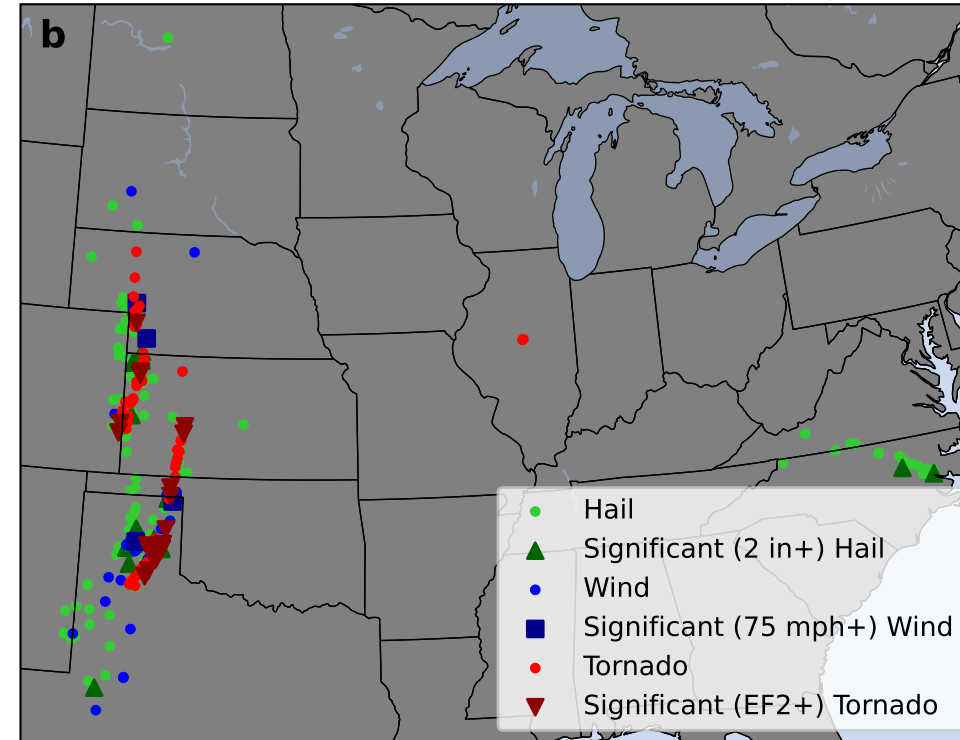 b
Hail
Significant (2 in+) Hail
Wind
Significant (75 mph+) Wind
Tornado
Significant (EF2+) Tornado